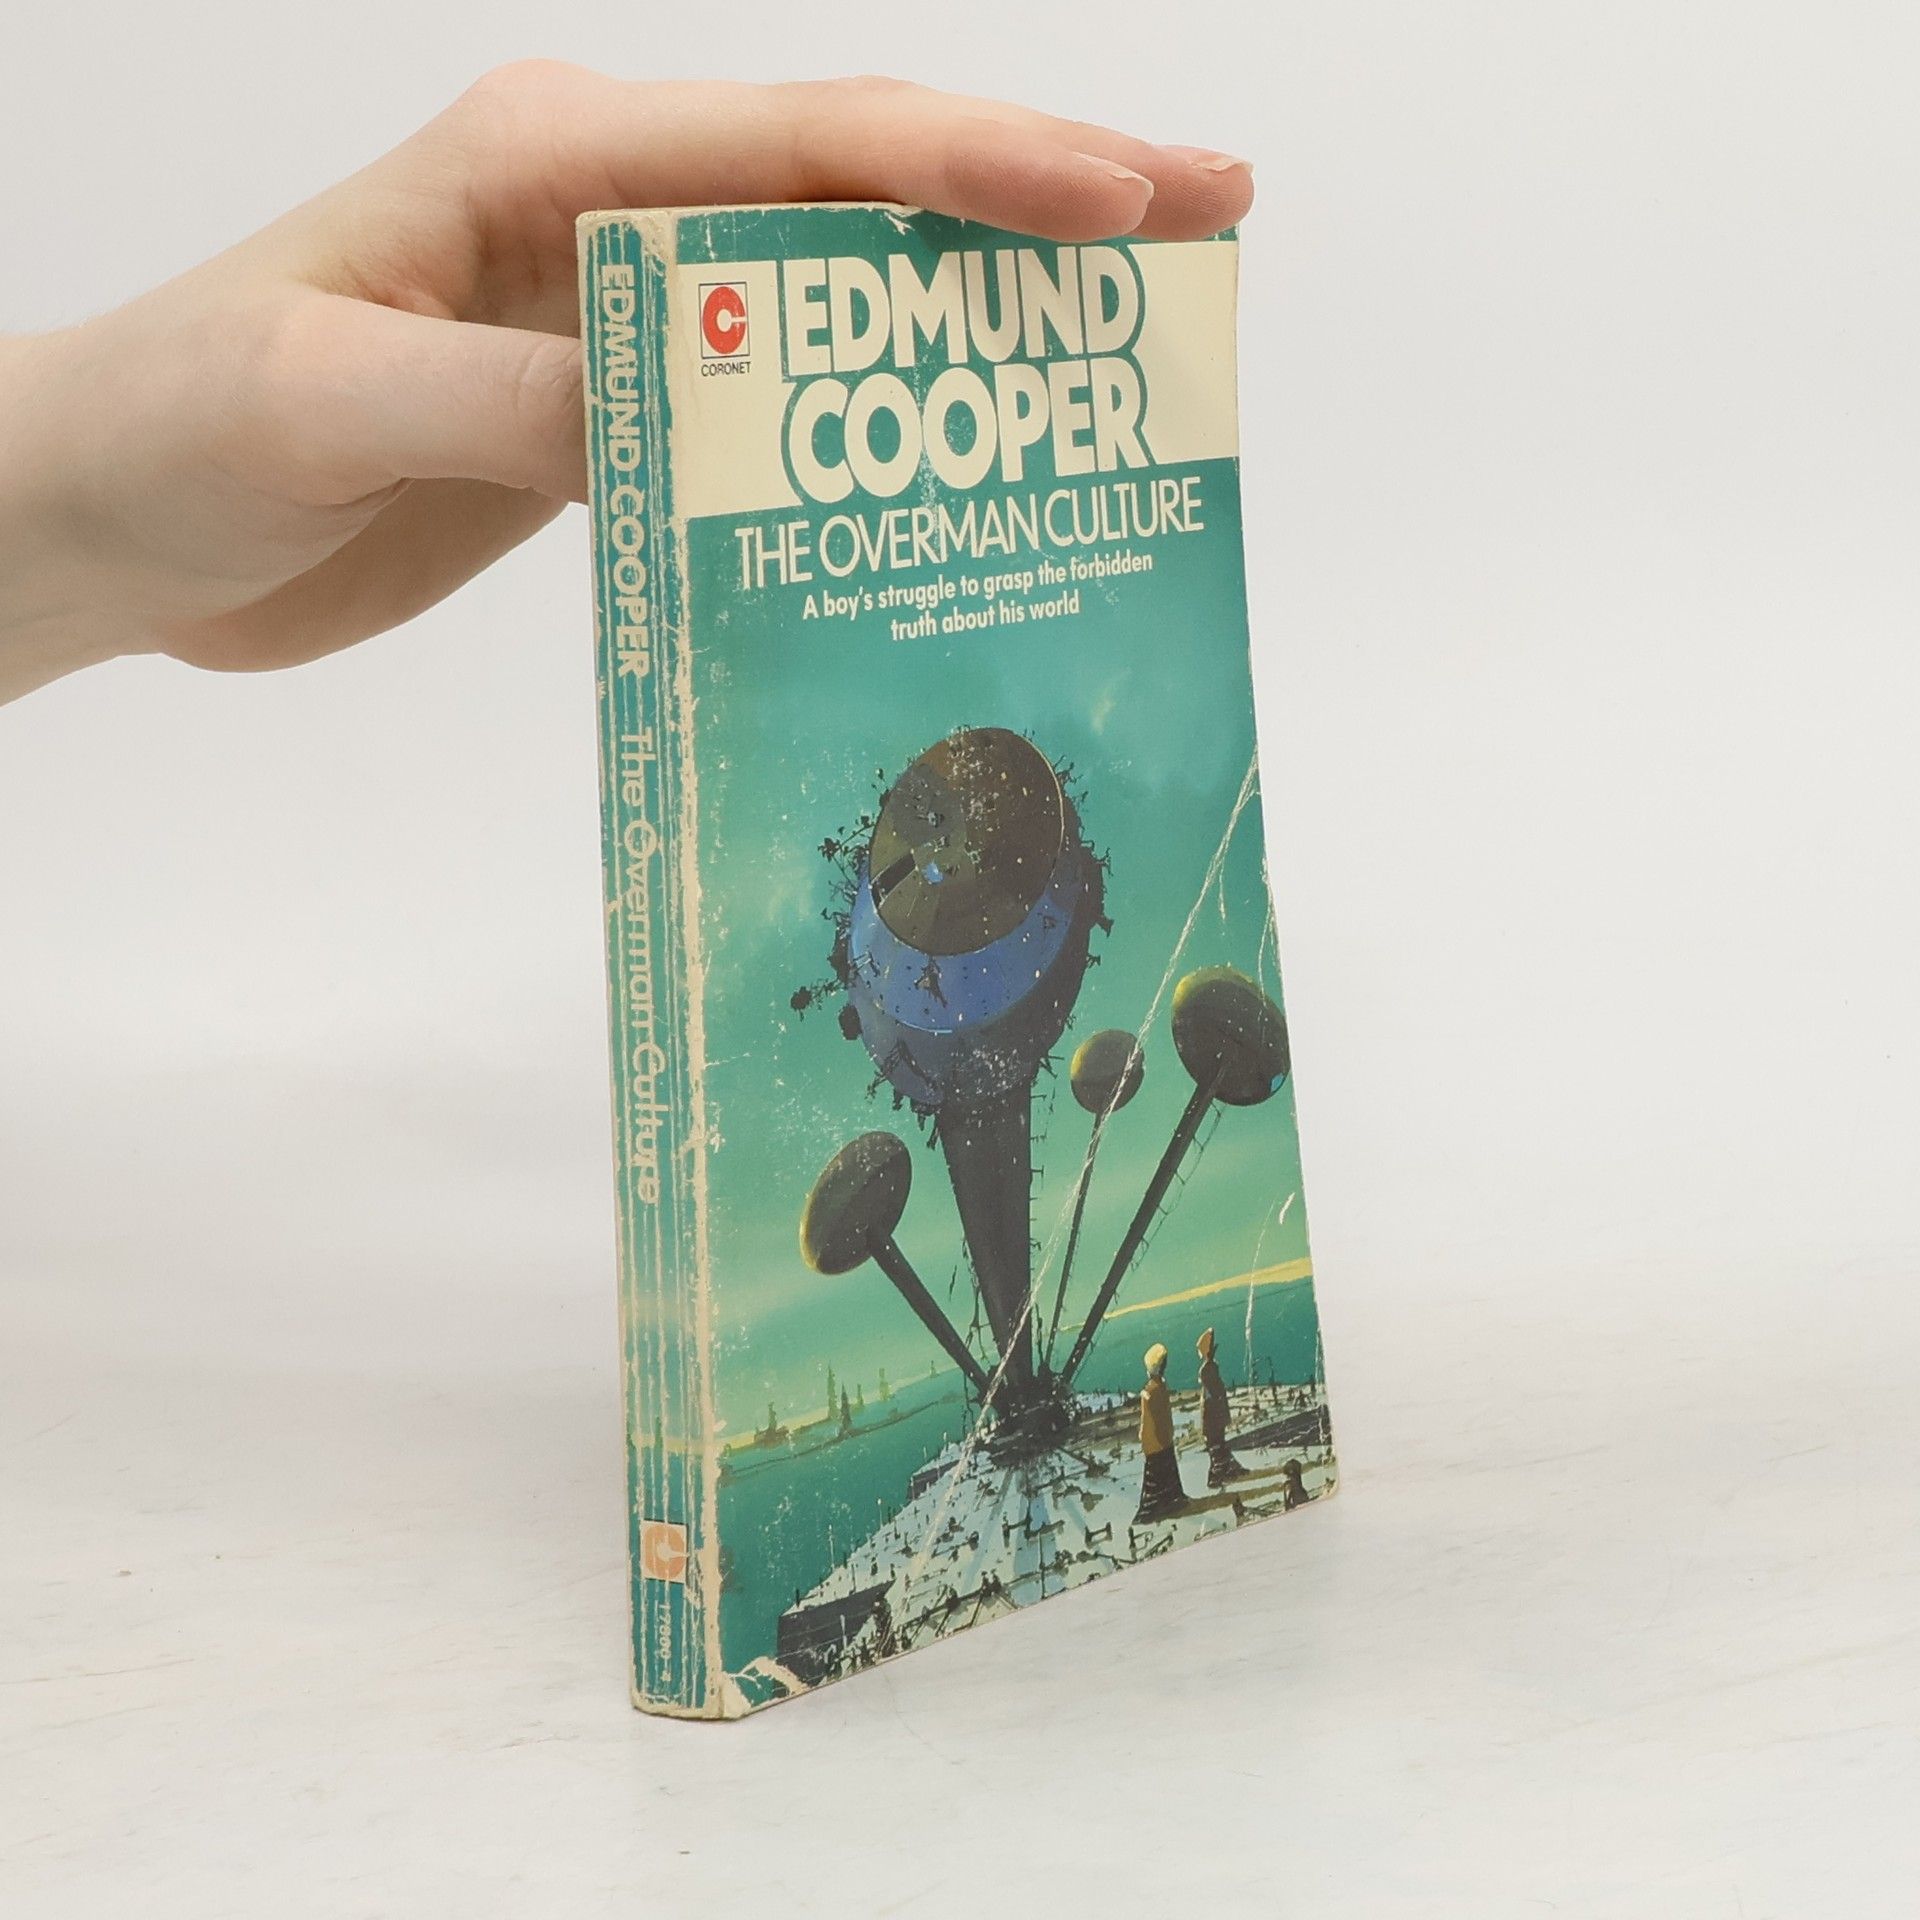 EDMUND COOPER The Overman Culture
CORONET
EDMUND
COOPER
THE OVERMAN CULTURE
A boy's struggle to grasp the forbidden
truth about his world